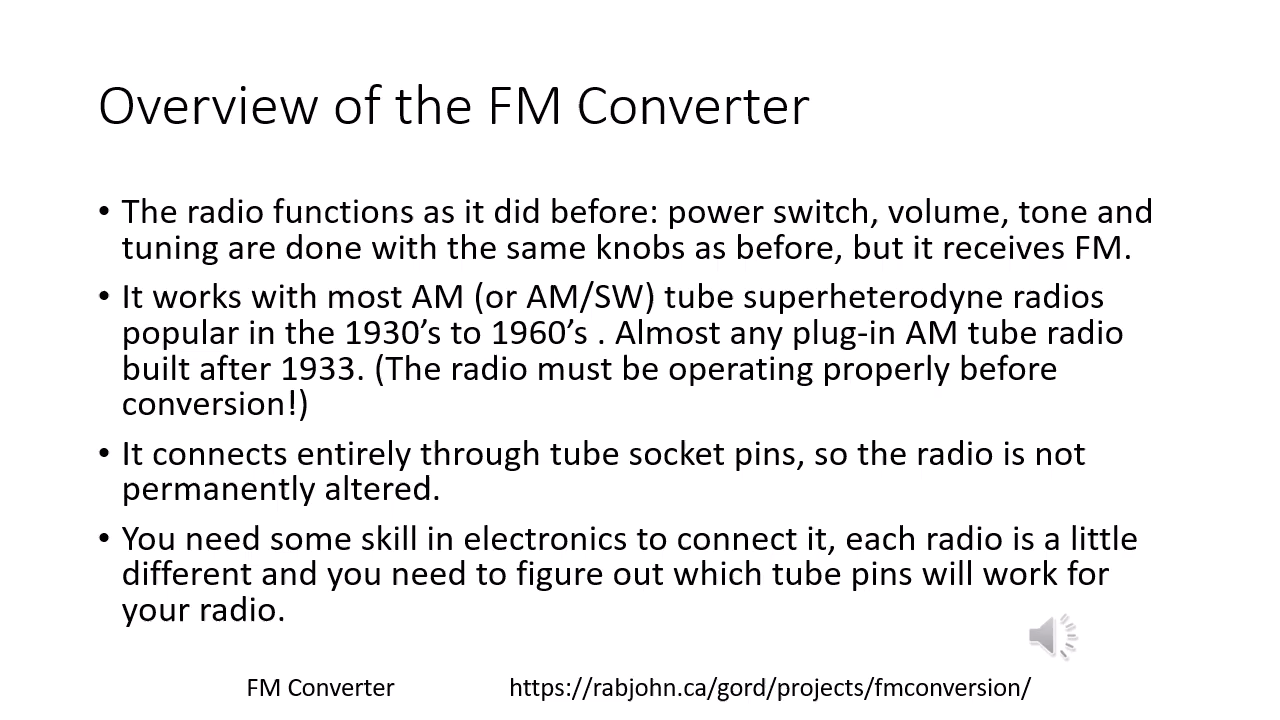 Overview of the FM Converter
• The radio functions as it did before: power switch, volume, tone and
tuning are done with the same knobs as before, but it receives FM.
• It works with most AM (or AM/SW) tube superheterodyne radios
popular in the 1930’s to 1960’s . Almost any plug-in AM tube radio
built after 1933. (The radio must be operating properly before
conversion!)
• It connects entirely through tube socket pins, so the radio is not
permanently altered.
• You need some skill in electronics to connect it, each radio is a little
different and you need to figure out which tube pins will work for
your radio.
FM Converter https://rabjohn.ca/gord/projects/fmconversion/